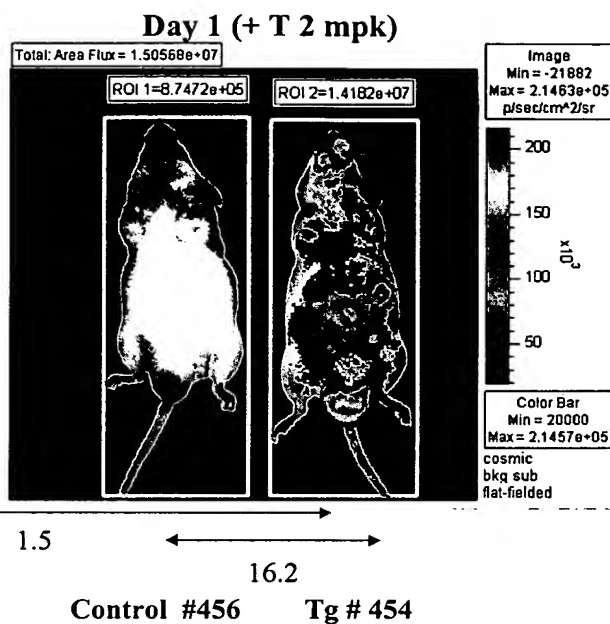 Day 1 (+ T 2 mpk)
Total: Area Flux = 1.50568e+07
ROI 1=8.7472e+05
ROI 2=1.4182e+07
Image
Min = -21882
Max = 2.1463e+05
p/sec/cm^2/sr
200
150
100
50
x10^3
Color Bar
Min = 20000
Max = 2.1457e+05
cosmic
bkg sub
flat-fielded
1.5
16.2
Control #456 Tg # 454